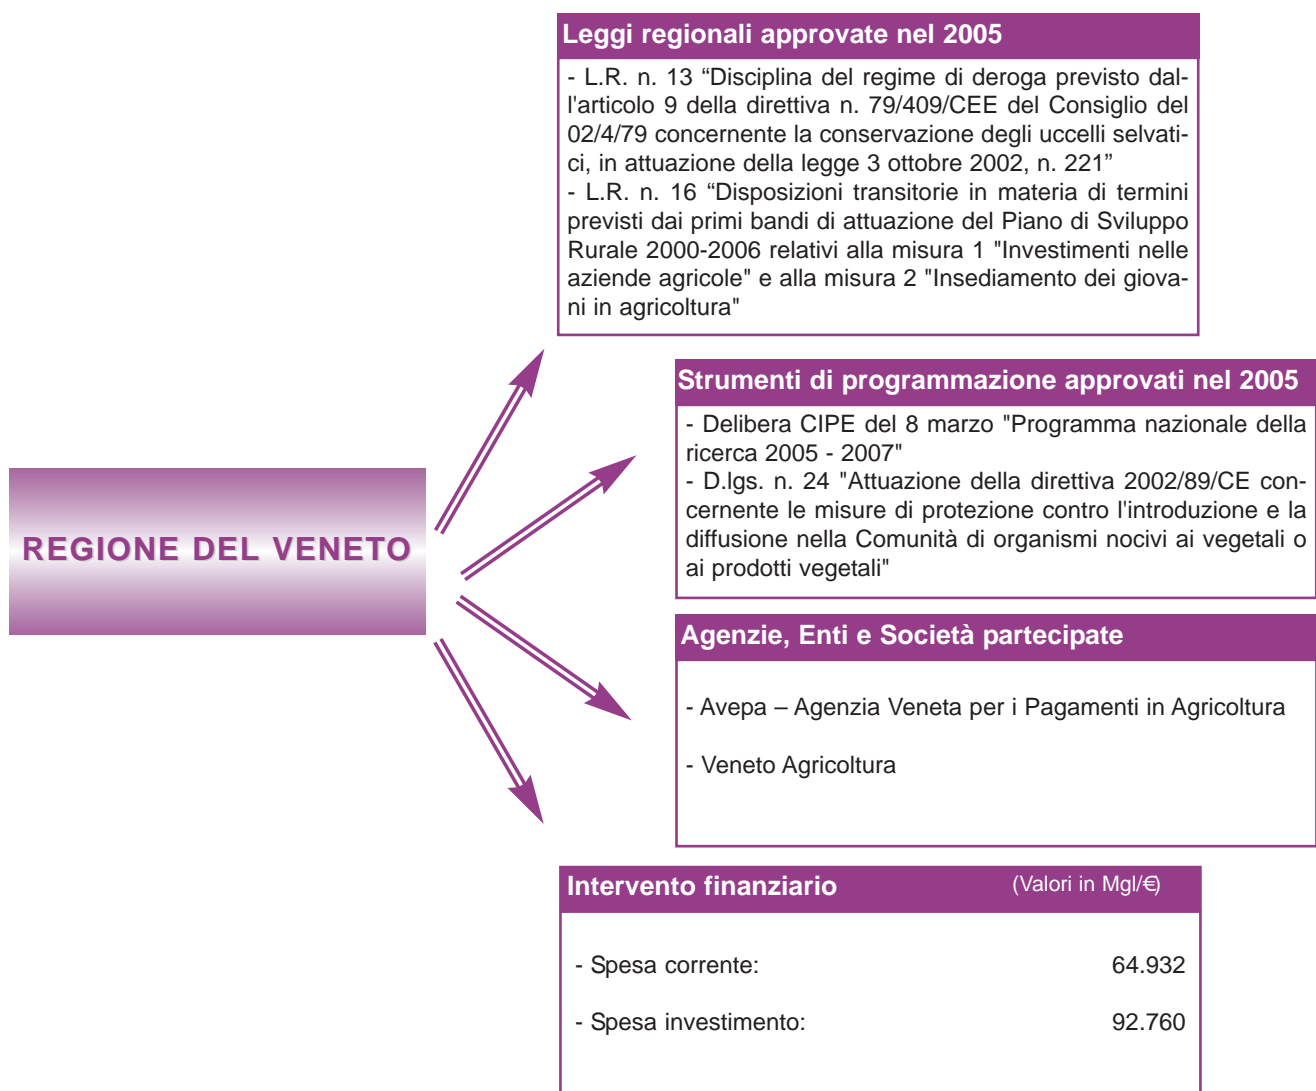 Leggi regionali approvate nel 2005
- L.R. n. 13 “Disciplina del regime di deroga previsto dal-
l'articolo 9 della direttiva n. 79/409/CEE del Consiglio del
02/4/79 concernente la conservazione degli uccelli selvati-
ci, in attuazione della legge 3 ottobre 2002, n. 221”
- L.R. n. 16 “Disposizioni transitorie in materia di termini
previsti dai primi bandi di attuazione del Piano di Sviluppo
Rurale 2000-2006 relativi alla misura 1 "Investimenti nelle
aziende agricole" e alla misura 2 "Insediamento dei giova-
ni in agricoltura"
Strumenti di programmazione approvati nel 2005
- Delibera CIPE del 8 marzo "Programma nazionale della
ricerca 2005 - 2007"
- D.lgs. n. 24 "Attuazione della direttiva 2002/89/CE con-
cernente le misure di protezione contro l'introduzione e la
diffusione nella Comunità di organismi nocivi ai vegetali o
ai prodotti vegetali"
REGIONE DEL VENETO
Agenzie, Enti e Società partecipate
- Avepa – Agenzia Veneta per i Pagamenti in Agricoltura
- Veneto Agricoltura
Intervento finanziario (Valori in Mgl/€)
- Spesa corrente: 64.932
- Spesa investimento: 92.760